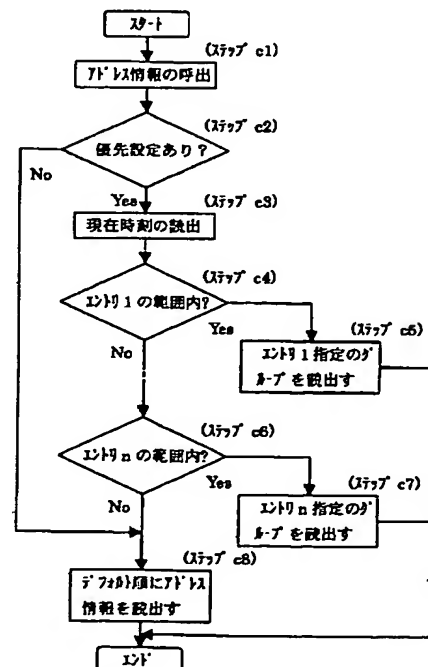 スタート
(ステップ c1)
アドレス情報の呼出
(ステップ c2)
優先設定あり?
No
Yes
(ステップ c3)
現在時刻の読出
(ステップ c4)
エントリ1の範囲内?
Yes
No
(ステップ c5)
エントリ1指定のグ
ループを読出す
(ステップ c6)
エントリnの範囲内?
Yes
No
(ステップ c7)
エントリn指定のグ
ループを読出す
(ステップ c8)
デフォルト順にアドレス
情報を読出す
エンド